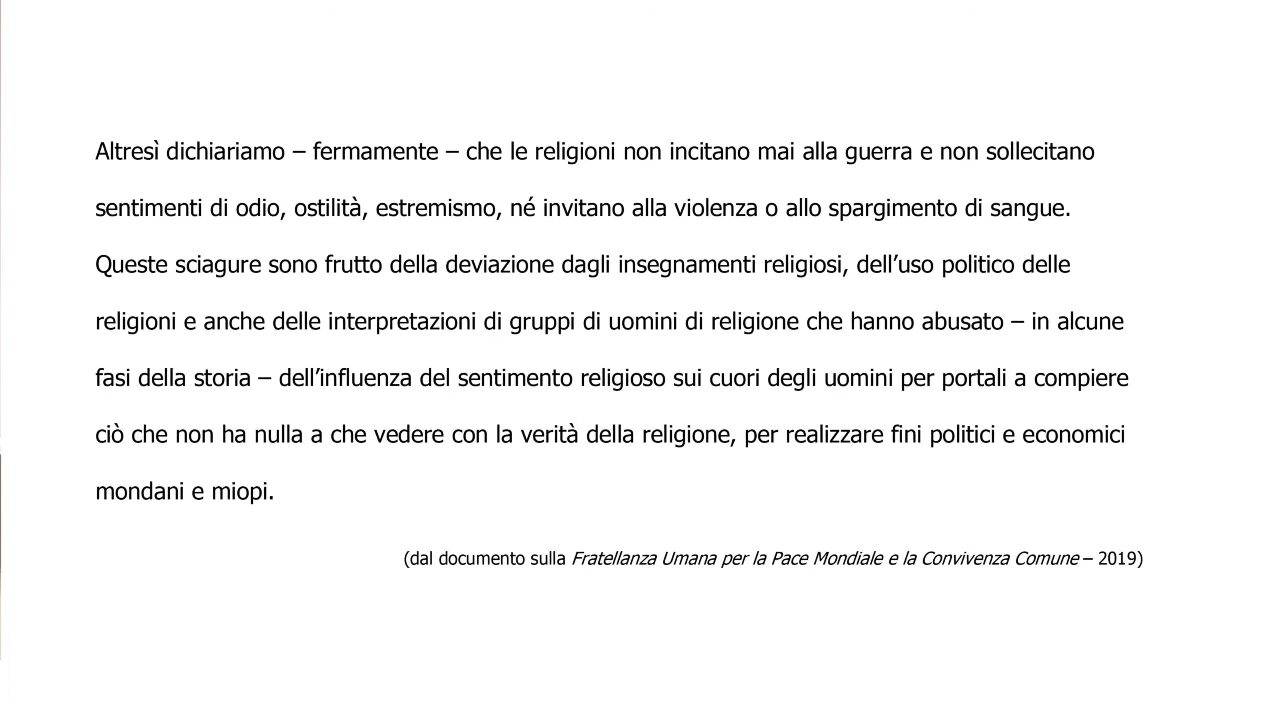 Altresì dichiariamo – fermamente – che le religioni non incitano mai alla guerra e non sollecitano
sentimenti di odio, ostilità, estremismo, né invitano alla violenza o allo spargimento di sangue.
Queste sciagure sono frutto della deviazione dagli insegnamenti religiosi, dell’uso politico delle
religioni e anche delle interpretazioni di gruppi di uomini di religione che hanno abusato – in alcune
fasi della storia – dell’influenza del sentimento religioso sui cuori degli uomini per portali a compiere
ciò che non ha nulla a che vedere con la verità della religione, per realizzare fini politici e economici
mondani e miopi.
(dal documento sulla Fratellanza Umana per la Pace Mondiale e la Convivenza Comune – 2019)